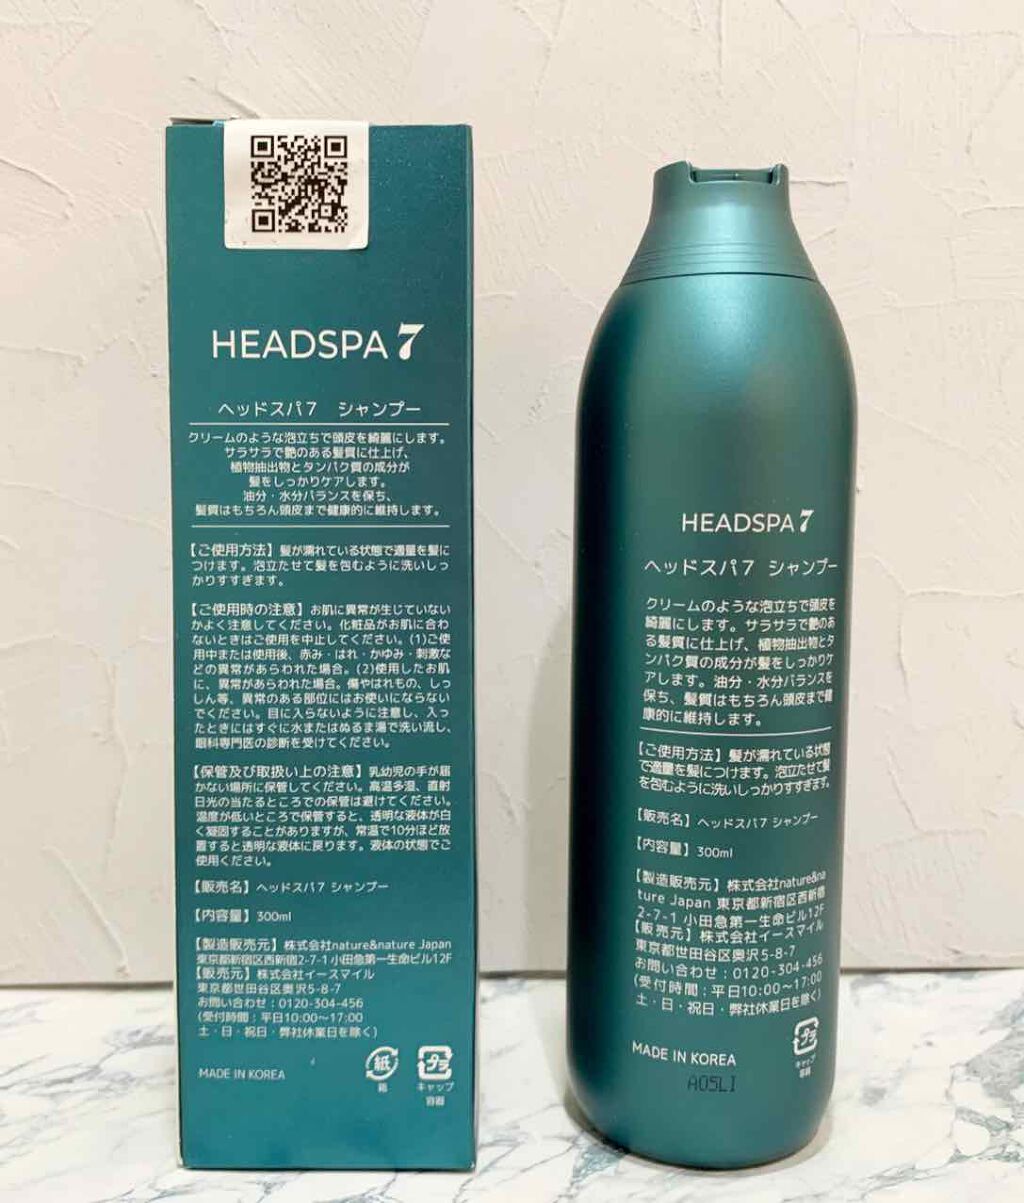 HEADSPA 7
ヘッドスパ7 シャンプー
クリームのような泡立ちで頭皮を綺麗にします。
サラサラで艶のある髪質に仕上げ、
植物抽出物とタンパク質の成分が
髪をしっかりケアします。
油分・水分バランスを保ち、
髪質はもちろん頭皮まで健康的に維持します。
【ご使用方法】髪が濡れている状態で適量を髪に
つけます。泡立たせて髪を包むように洗いしっ
かりすすぎます。
【ご使用時の注意】お肌に異常が生じていない
かよく注意してください。化粧品がお肌に合わ
ないときはご使用を中止してください。(1)ご使
用中または使用後、赤み・はれ・かゆみ・刺激な
どの異常があらわれた場合。(2)使用したお肌
に、異常があらわれた場合。傷やはれもの、しっ
しん等、異常のある部位にはお使いにならない
でください。目に入らないように注意し、入っ
たときにはすぐに水またはぬるま湯で洗い流し、
眼科専門医の診断を受けてください。
【保管及び取扱い上の注意】乳幼児の手が届
かない場所に保管してください。高温多湿、直射
日光の当たるところでの保管は避けてください。
温度が低いところで保管すると、透明な液体が白
く凝固することがありますが、常温で10分ほど放
置すると透明な液体に戻ります。液体の状態でご
使用ください。
【販売名】ヘッドスパ7 シャンプー
【内容量】300ml
【製造販売元】株式会社nature&nature Japan
東京都新宿区西新宿2-7-1 小田急第一生命ビル12F
【販売元】株式会社イースマイル
東京都世田谷区奥沢5-8-7
お問い合わせ：0120-304-456
(受付時間：平日10:00〜17:00
土・日・祝日・弊社休業日を除く)
MADE IN KOREA
紙
箱
プラ
キャップ
容器
HEADSPA 7
ヘッドスパ7 シャンプー
クリームのような泡立ちで頭皮を
綺麗にします。サラサラで艶のあ
る髪質に仕上げ、植物抽出物とタ
ンパク質の成分が髪をしっかりケ
アします。油分・水分バランスを
保ち、髪質はもちろん頭皮まで健
康的に維持します。
【ご使用方法】髪が濡れている状態
で適量を髪につけます。泡立たせて髪
を包むように洗いしっかりすすぎます。
【販売名】ヘッドスパ7 シャンプー
【内容量】300ml
【製造販売元】株式会社nature&na
ture Japan 東京都新宿区西新宿
2-7-1 小田急第一生命ビル12F
【販売元】株式会社イースマイル
東京都世田谷区奥沢5-8-7
お問い合わせ：0120-304-456
(受付時間：平日10:00〜17:00
土・日・祝日・弊社休業日を除く)
MADE IN KOREA
A05LI
プラ
キャップ
容器